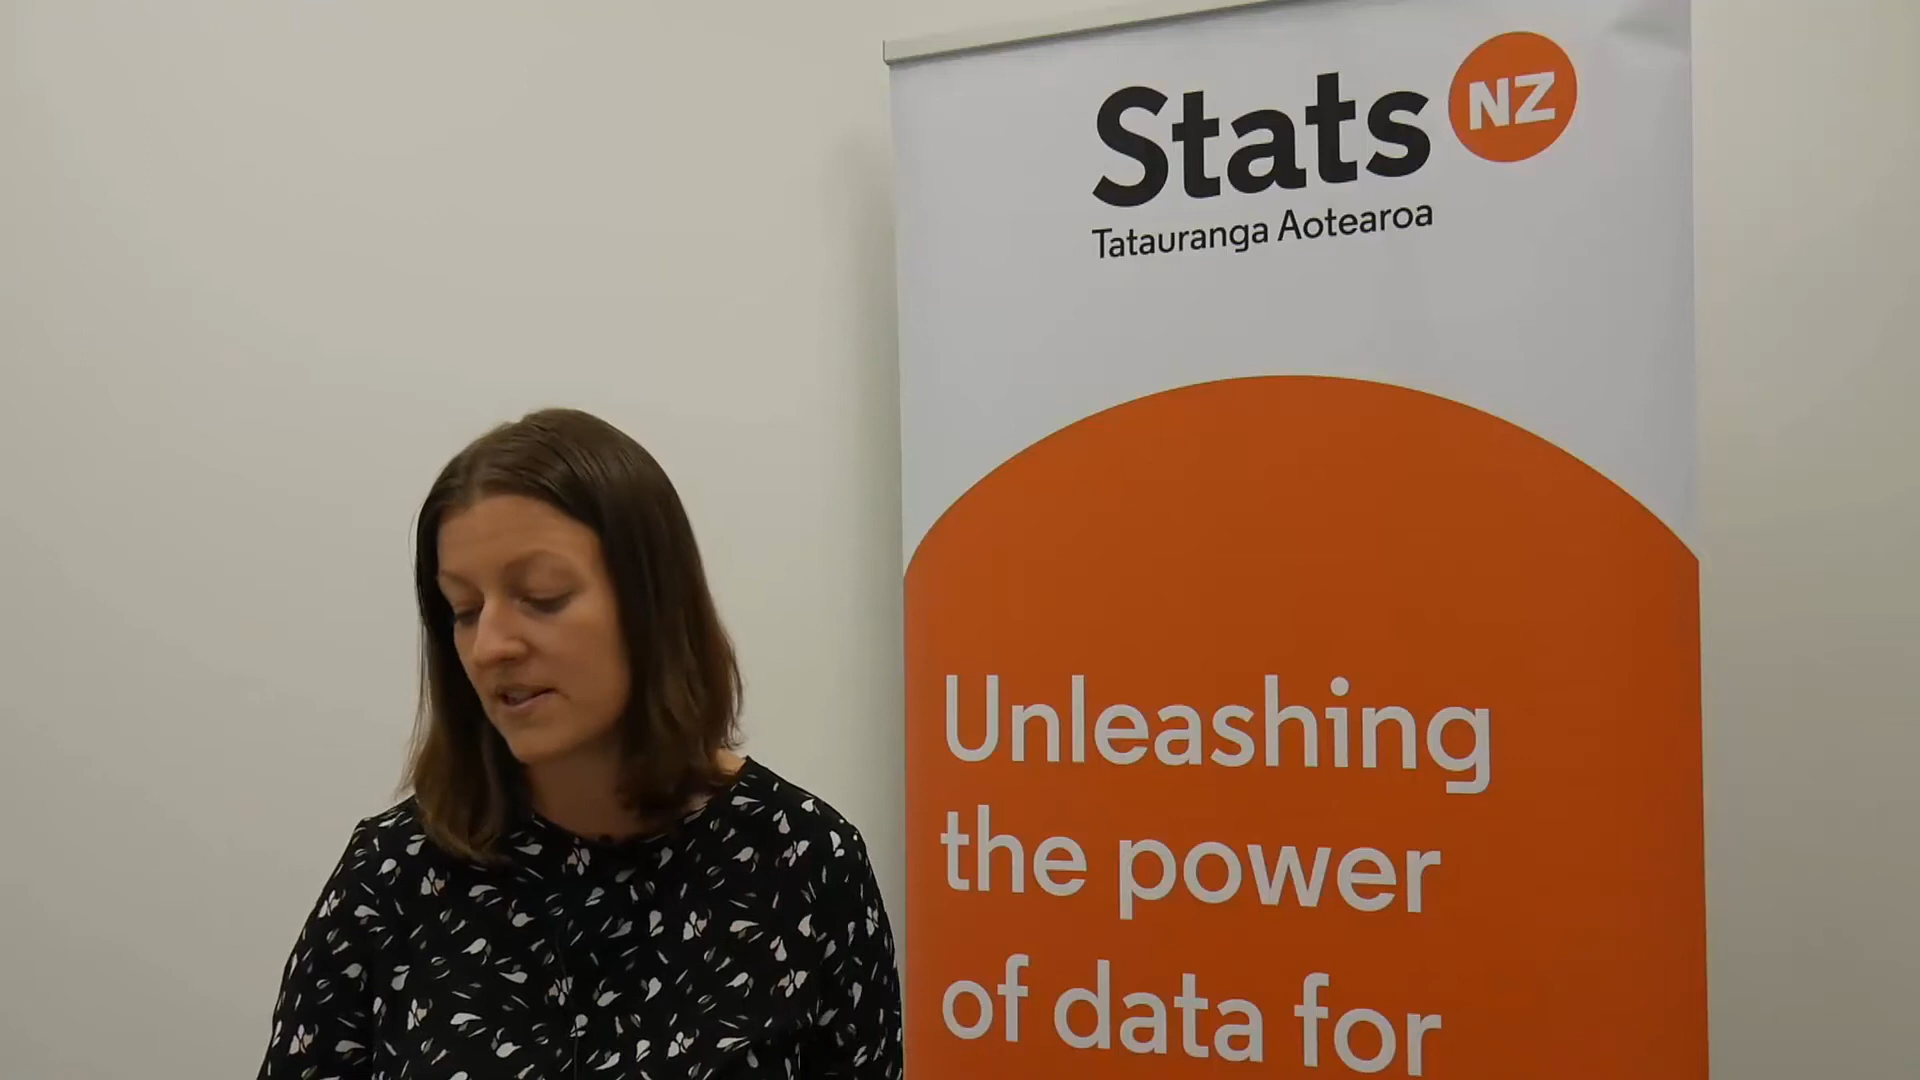 Stats NZ
Tatauranga Aotearoa
Unleashing
the power
of data for